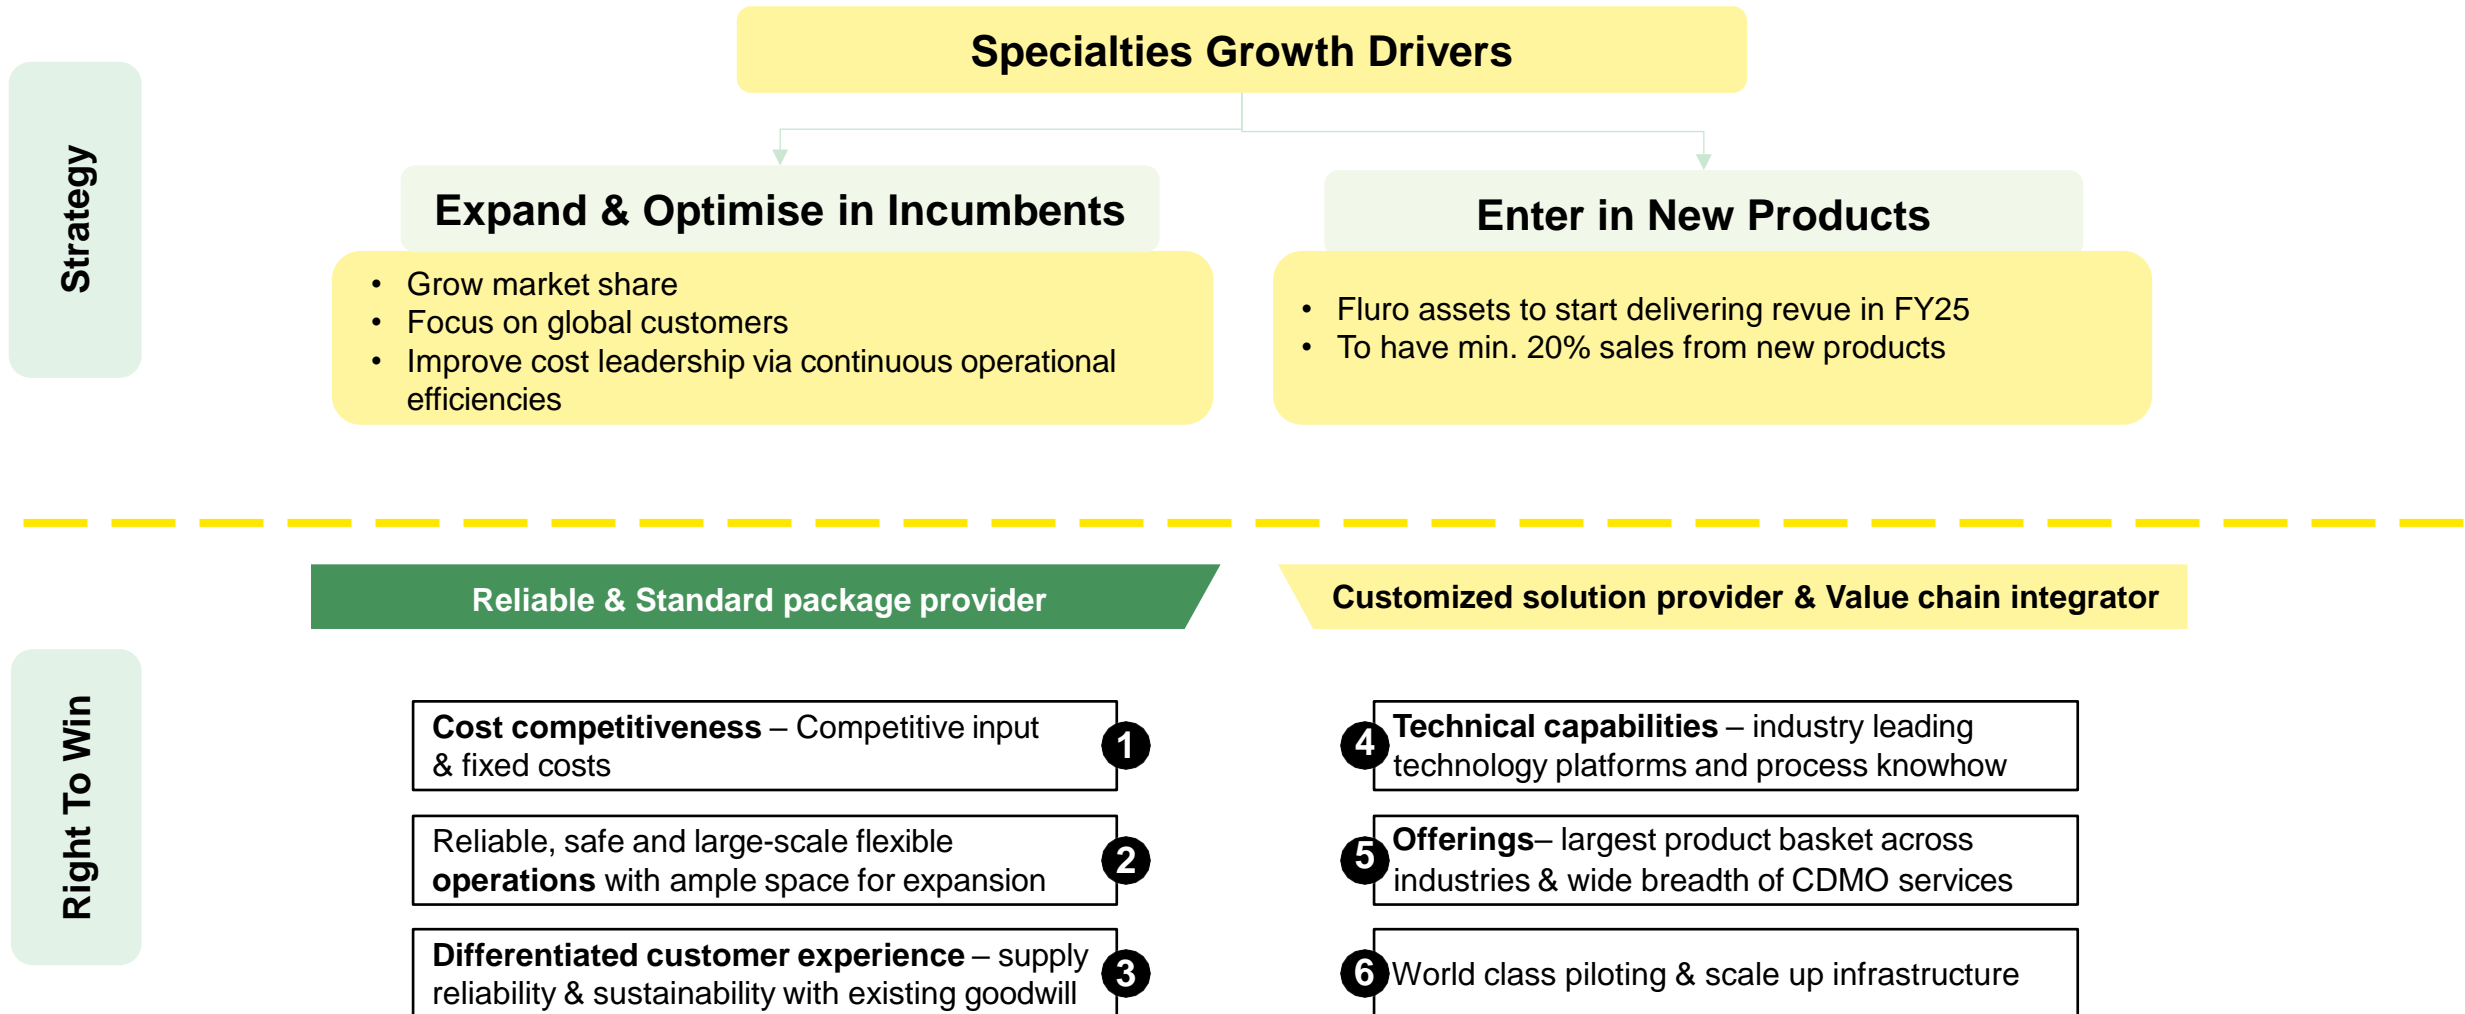 Specialties Growth Drivers
Strategy
Expand & Optimise in Incumbents
• Grow market share
• Focus on global customers
• Improve cost leadership via continuous operational
efficiencies
Enter in New Products
• Fluro assets to start delivering revue in FY25
• To have min. 20% sales from new products
Right To Win
Reliable & Standard package provider
Cost competitiveness – Competitive input
& fixed costs
1
Reliable, safe and large-scale flexible
operations with ample space for expansion
2
Differentiated customer experience – supply
reliability & sustainability with existing goodwill
3
Customized solution provider & Value chain integrator
4
Technical capabilities – industry leading
technology platforms and process knowhow
5
Offerings– largest product basket across
industries & wide breadth of CDMO services
6
World class piloting & scale up infrastructure